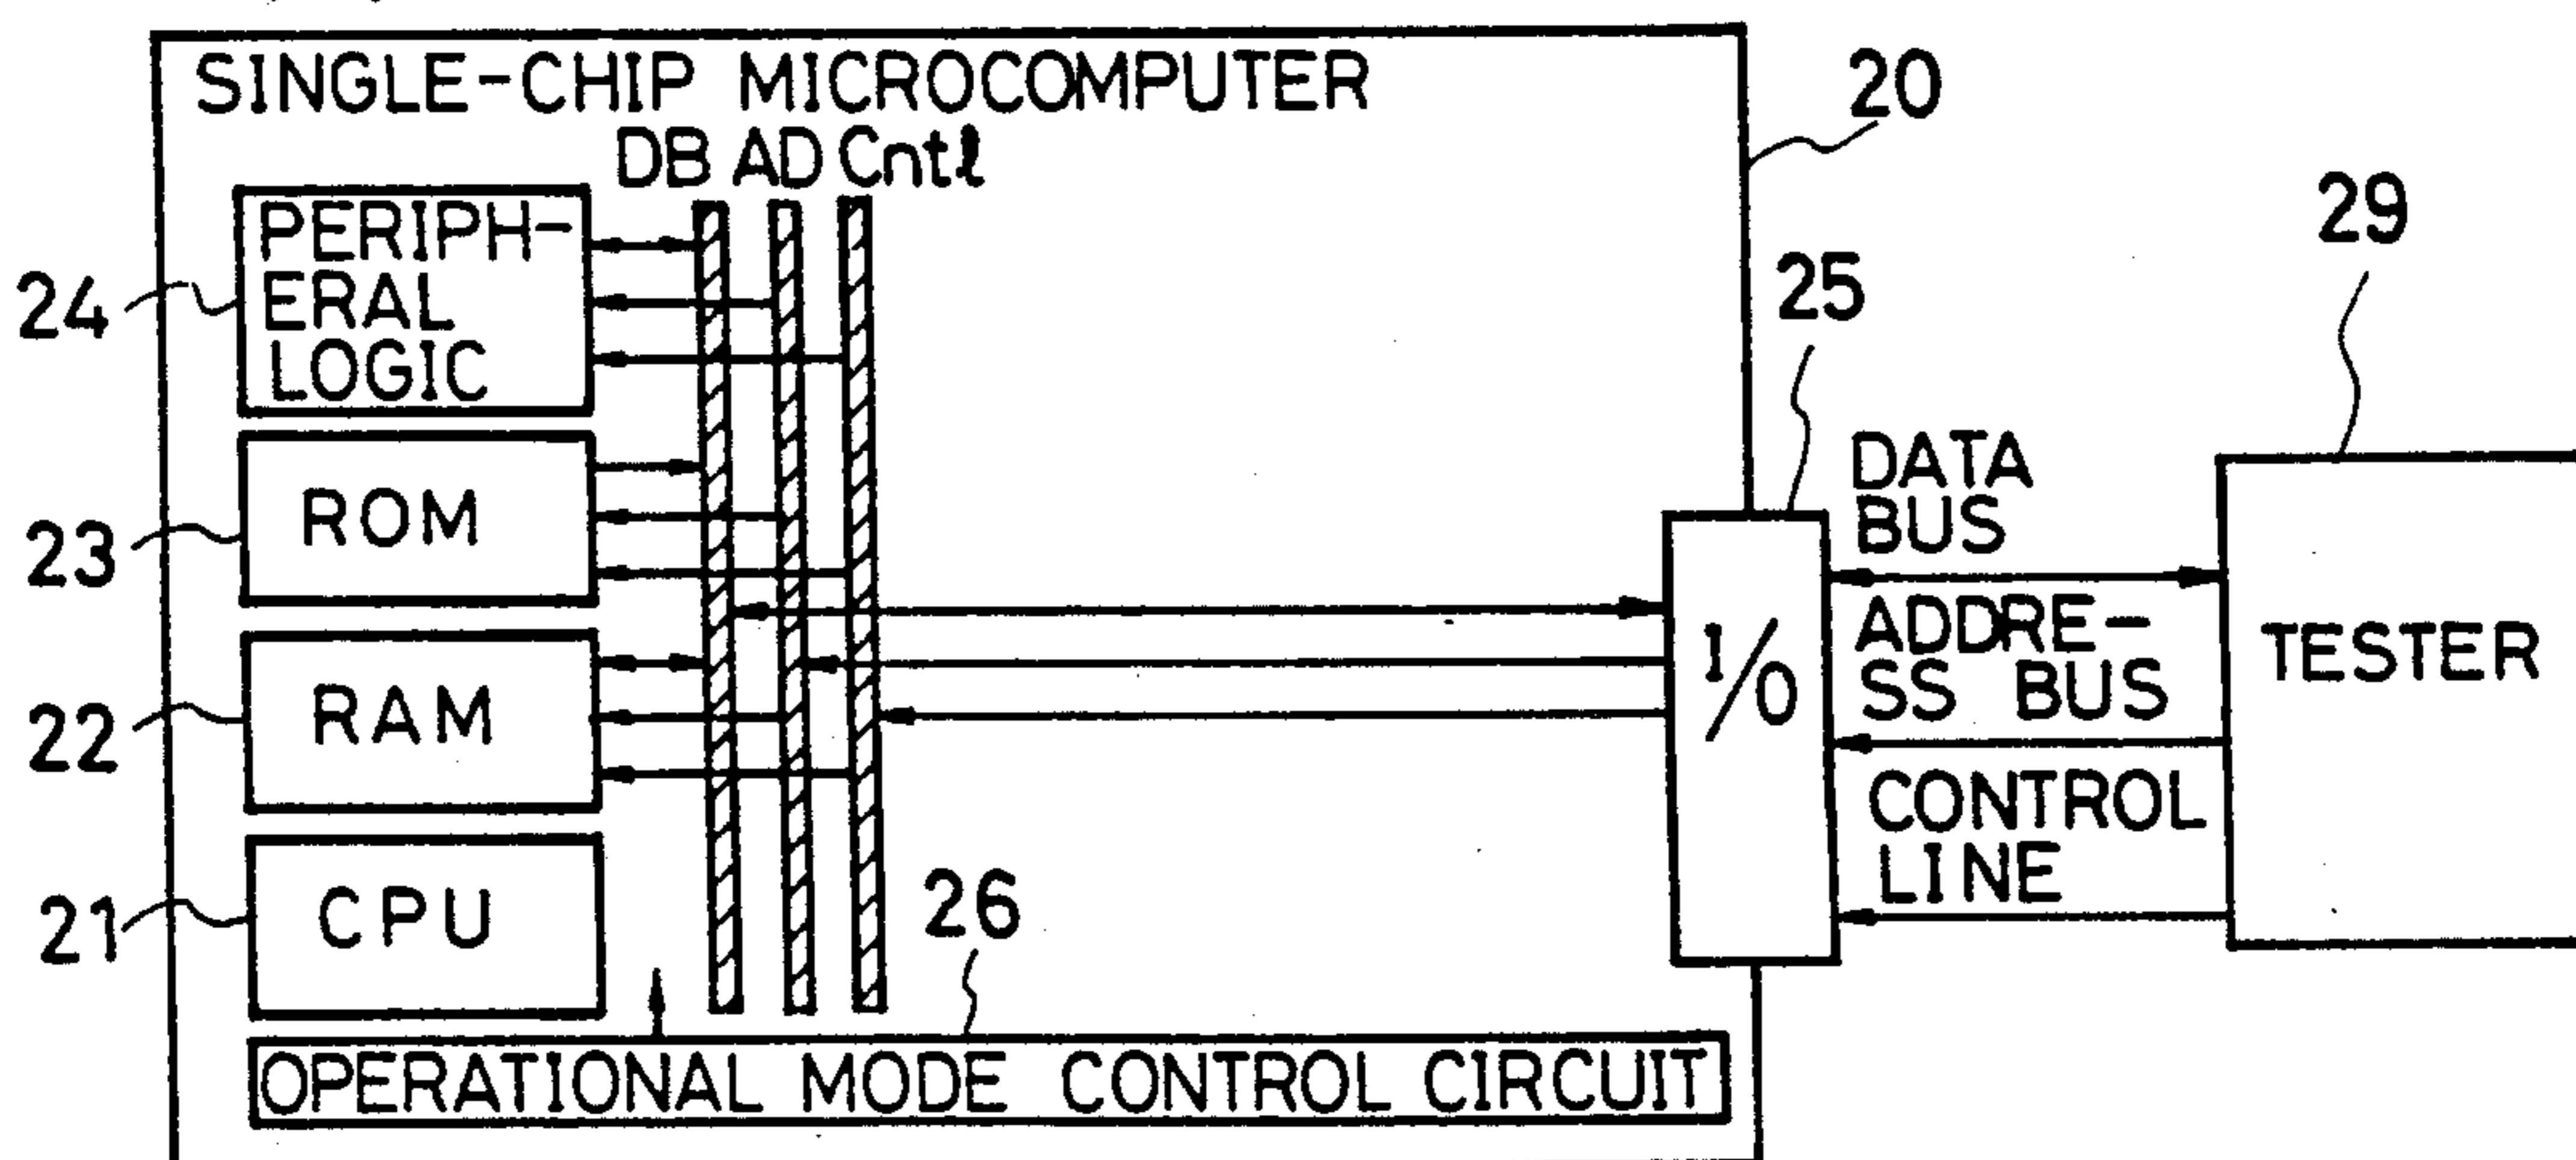 SINGLE-CHIP MICROCOMPUTER
20
DB AD Cntl
PERIPH-
ERAL
LOGIC
24
29
25
ROM
23
DATA
BUS
I/O
ADDRE-
SS BUS
TESTER
RAM
22
CONTROL
LINE
CPU
21
26
OPERATIONAL MODE CONTROL CIRCUIT